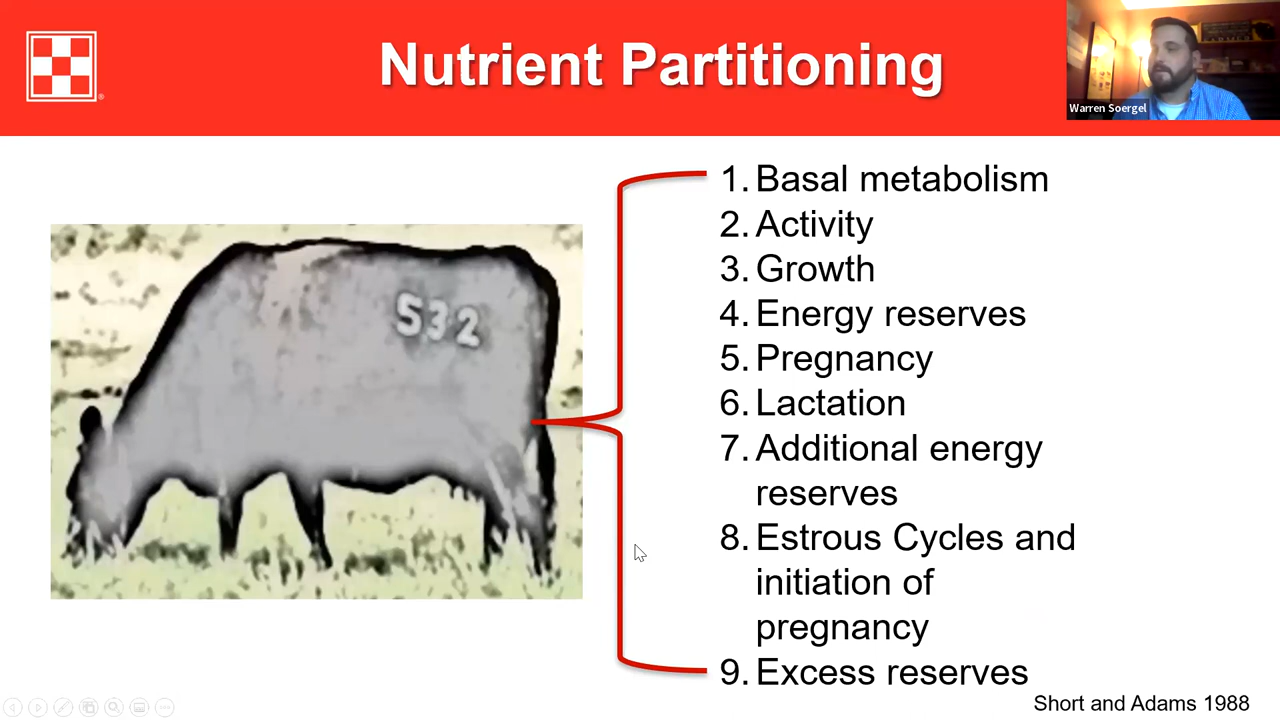 Nutrient Partitioning
Warren Soergel
1. Basal metabolism
2. Activity
3. Growth
4. Energy reserves
5. Pregnancy
6. Lactation
7. Additional energy
reserves
8. Estrous Cycles and
initiation of
pregnancy
9. Excess reserves
532
Short and Adams 1988